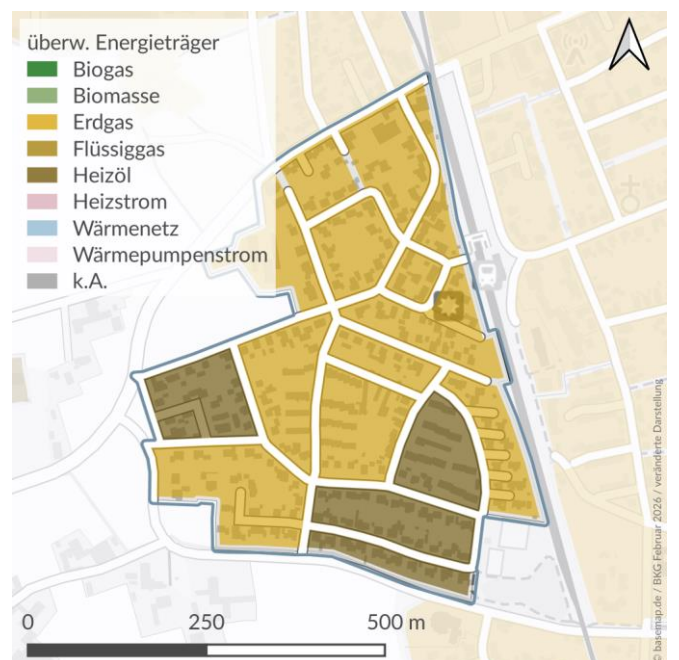 überw. Energieträger
Biogas
Biomasse
Erdgas
Flüssiggas
Heizöl
Heizstrom
Wärmenetz
Wärmepumpenstrom
k.A.
0 250 500 m
© basemap.de / BKG Februar 2026 / veränderte Darstellung